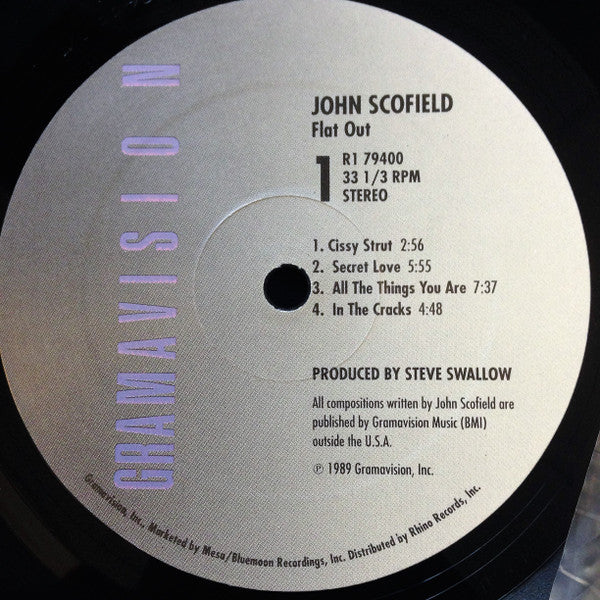 GRAMAVISION
JOHN SCOFIELD
Flat Out
1
R1 79400
33 1/3 RPM
STEREO
1. Cissy Strut 2:56
2. Secret Love 5:55
3. All The Things You Are 7:37
4. In The Cracks 4:48
PRODUCED BY STEVE SWALLOW
All compositions written by John Scofield are
published by Gramavision Music (BMI)
outside the U.S.A.
℗ 1989 Gramavision, Inc.
Gramavision, Inc., Marketed by Mesa/Bluemoon Recordings, Inc. Distributed by Rhino Records, Inc.